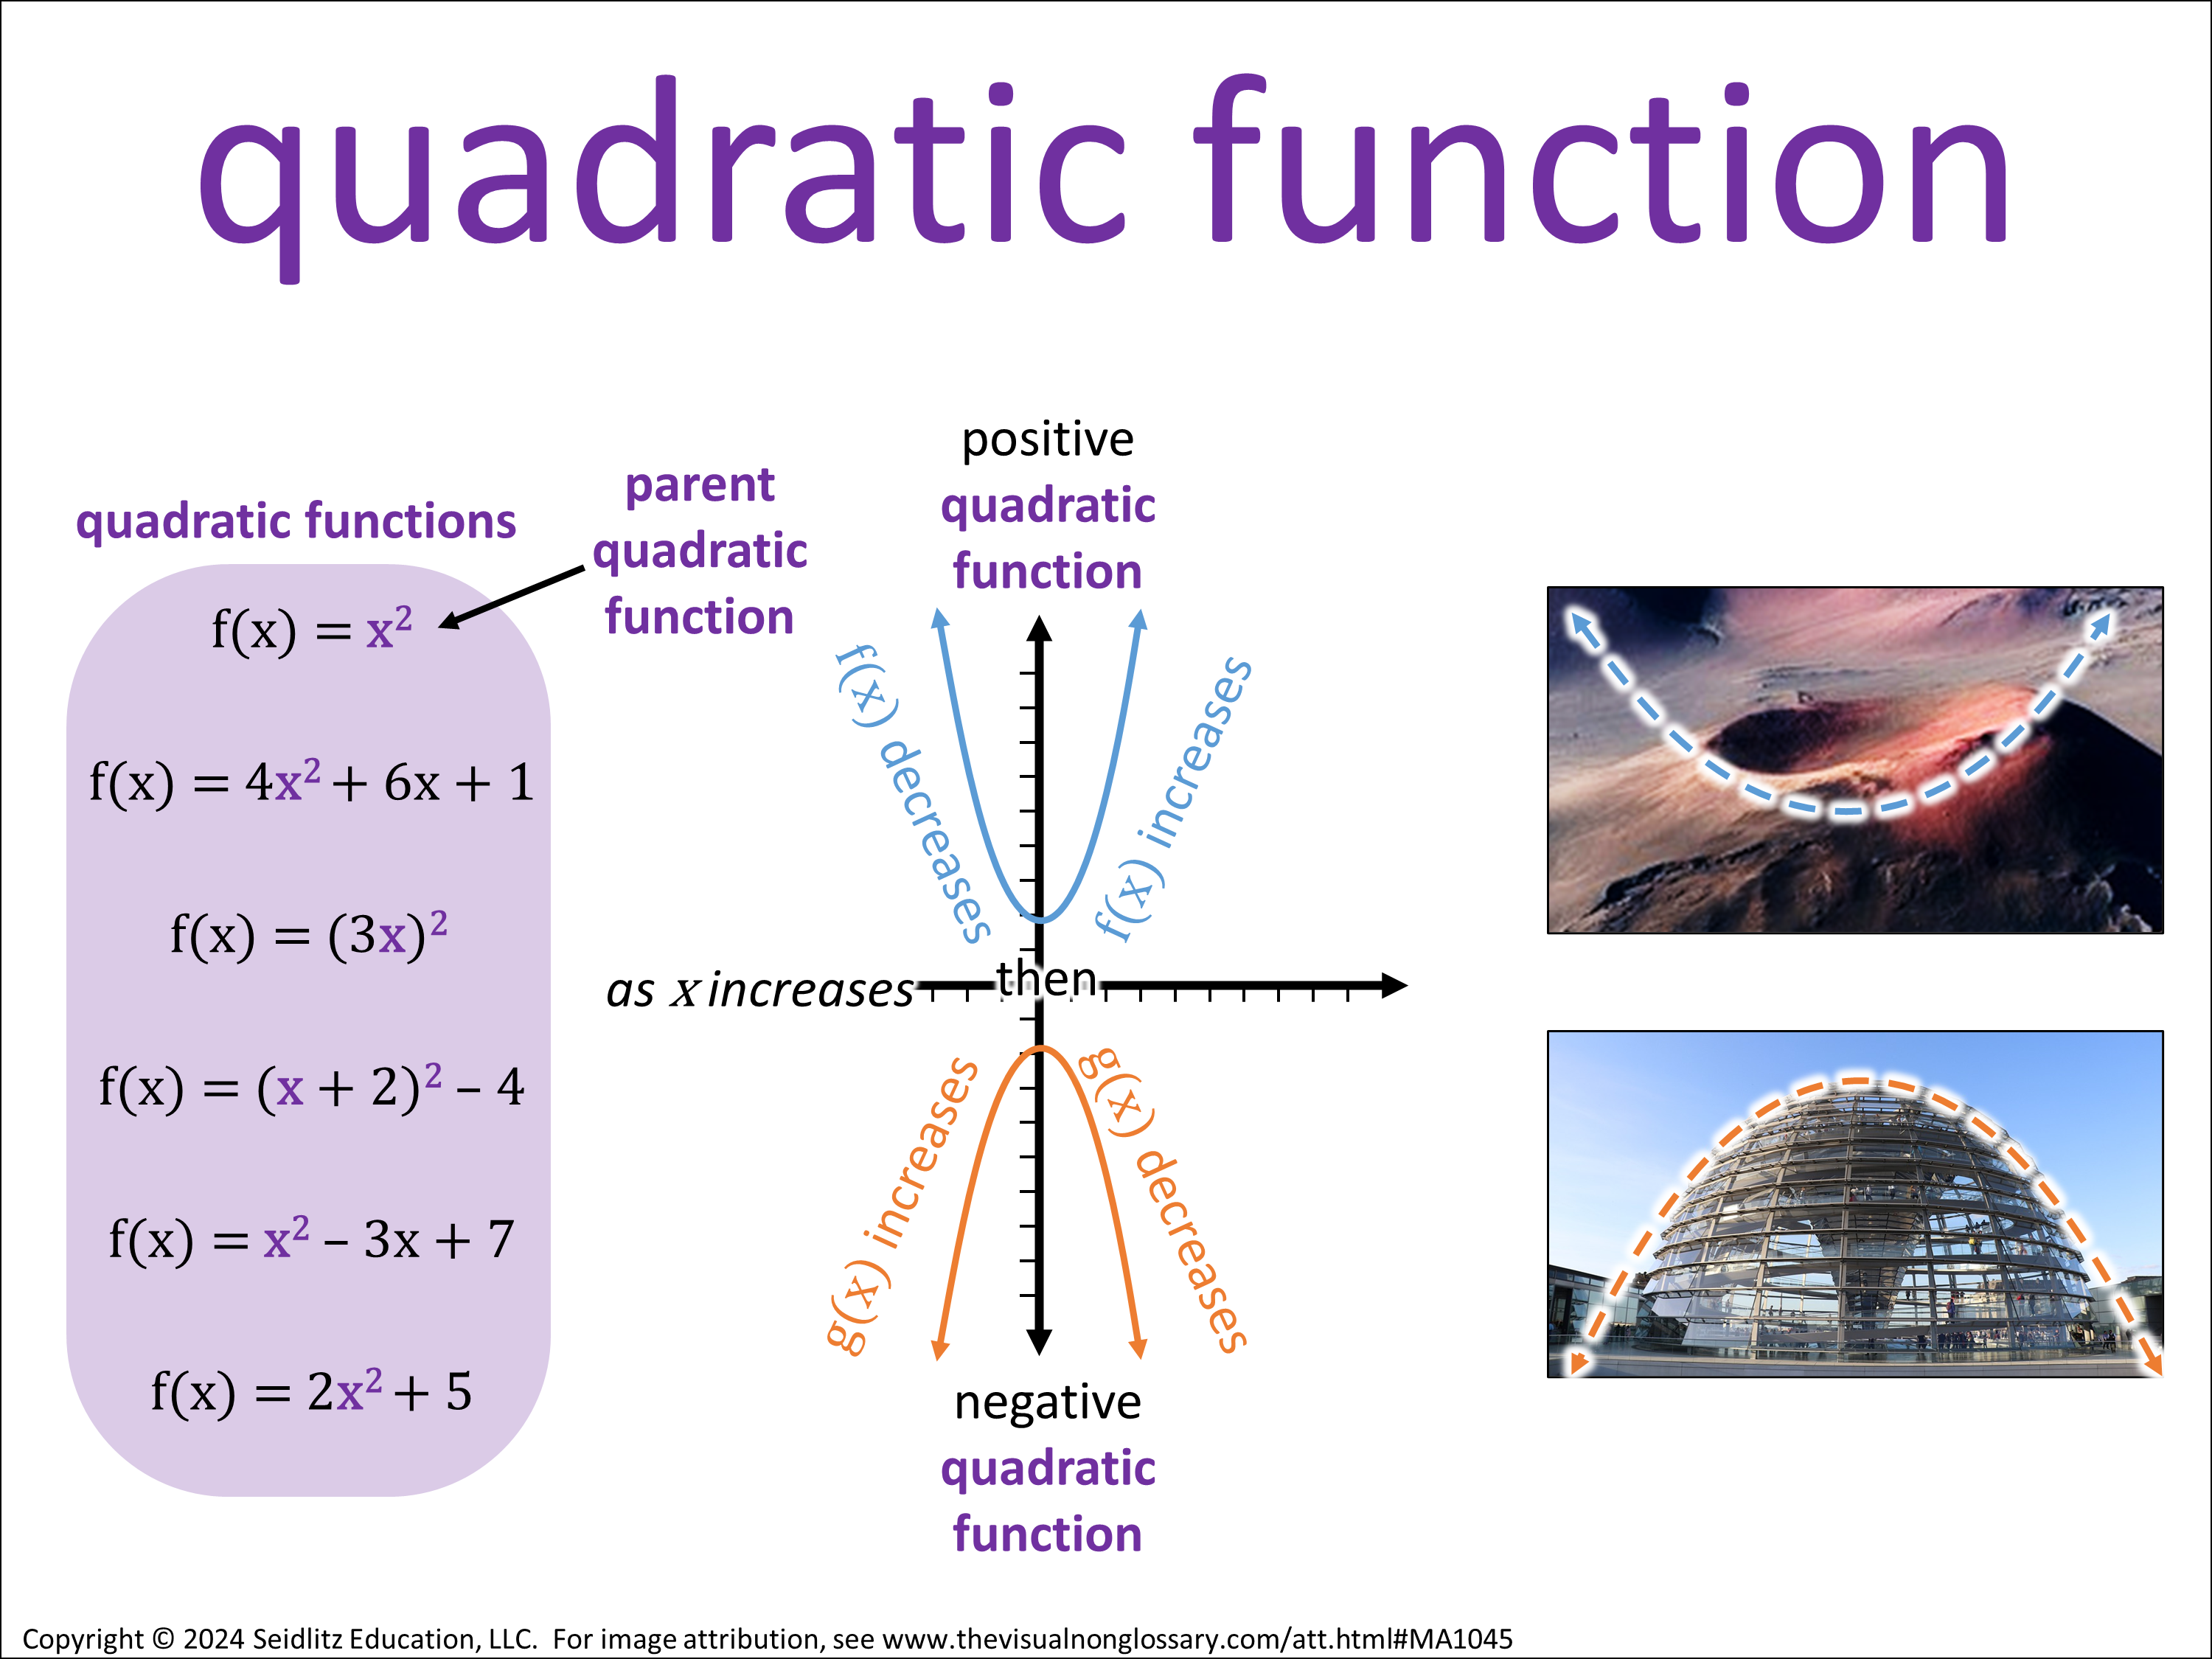 quadratic function
quadratic functions
f(x) = x²
f(x) = 4x² + 6x + 1
f(x) = (3x)²
f(x) = (x + 2)² – 4
f(x) = x² – 3x + 7
f(x) = 2x² + 5
parent
quadratic
function
positive
quadratic
function
f(x) decreases
f(x) increases
as x increases
then
g(x) increases
g(x) decreases
negative
quadratic
function
Copyright © 2024 Seidlitz Education, LLC. For image attribution, see www.thevisualnonglossary.com/att.html#MA1045